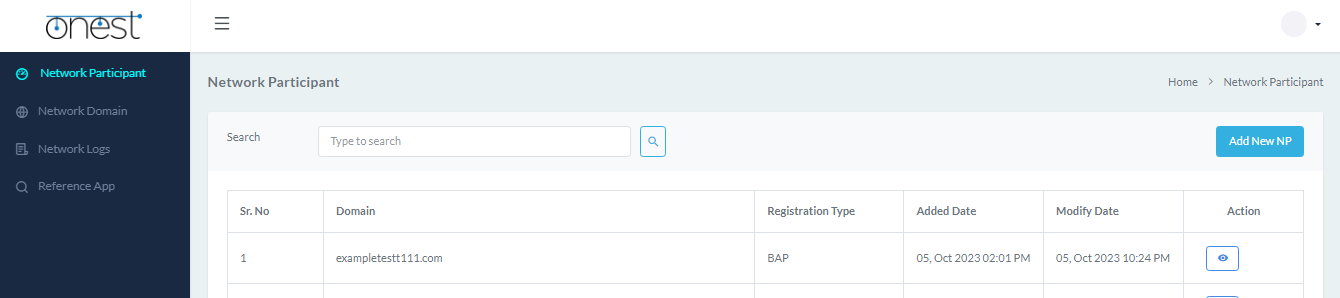 onest
Network Participant
Network Domain
Network Logs
Reference App
Network Participant
Home > Network Participant
Search
Type to search
Add New NP
Sr. No Domain Registration Type Added Date Modify Date Action
1 exampletestt111.com BAP 05, Oct 2023 02:01 PM 05, Oct 2023 10:24 PM